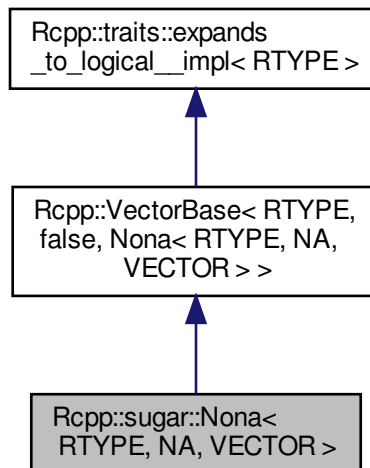 Rcpp::traits::expands
_to_logical__impl< RTYPE >
Rcpp::VectorBase< RTYPE,
false, Nona< RTYPE, NA,
VECTOR > >
Rcpp::sugar::Nona<
RTYPE, NA, VECTOR >